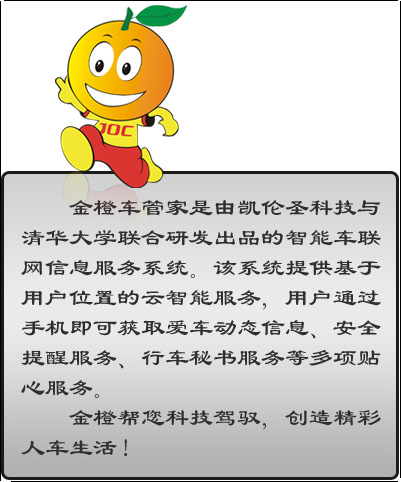 JOC
金橙车管家是由凯伦圣科技与
清华大学联合研发出品的智能车联
网信息服务系统。该系统提供基于
用户位置的云智能服务，用户通过
手机即可获取爱车动态信息、安全
提醒服务、行车秘书服务等多项贴
心服务。
金橙帮您科技驾驭，创造精彩
人车生活！